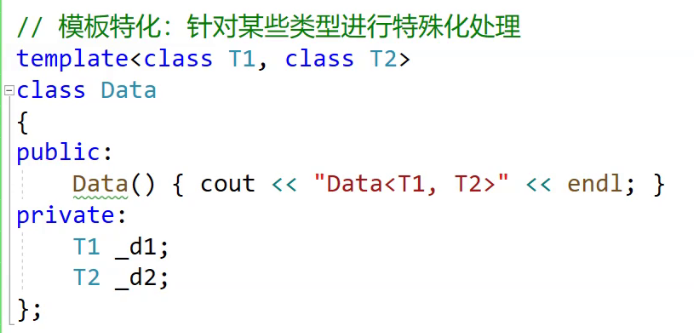 // 模板特化：针对某些类型进行特殊化处理
template<class T1, class T2>
class Data
{
public:
    Data() { cout << "Data<T1, T2>" << endl; }
private:
    T1 _d1;
    T2 _d2;
};